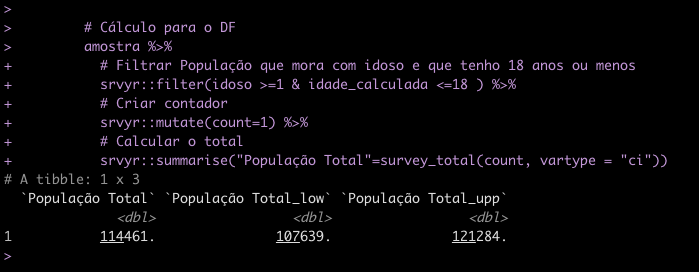 >
>         # Cálculo para o DF
>         amostra %>%
+           # Filtrar População que mora com idoso e que tenho 18 anos ou menos
+           srvyr::filter(idoso >=1 & idade_calculada <=18 ) %>%
+           # Criar contador
+           srvyr::mutate(count=1) %>%
+           # Calcular o total
+           srvyr::summarise("População Total"=survey_total(count, vartype = "ci"))
# A tibble: 1 x 3
  `População Total` `População Total_low` `População Total_upp`
              <dbl>                 <dbl>                 <dbl>
1           114461.               107639.               121284.
>